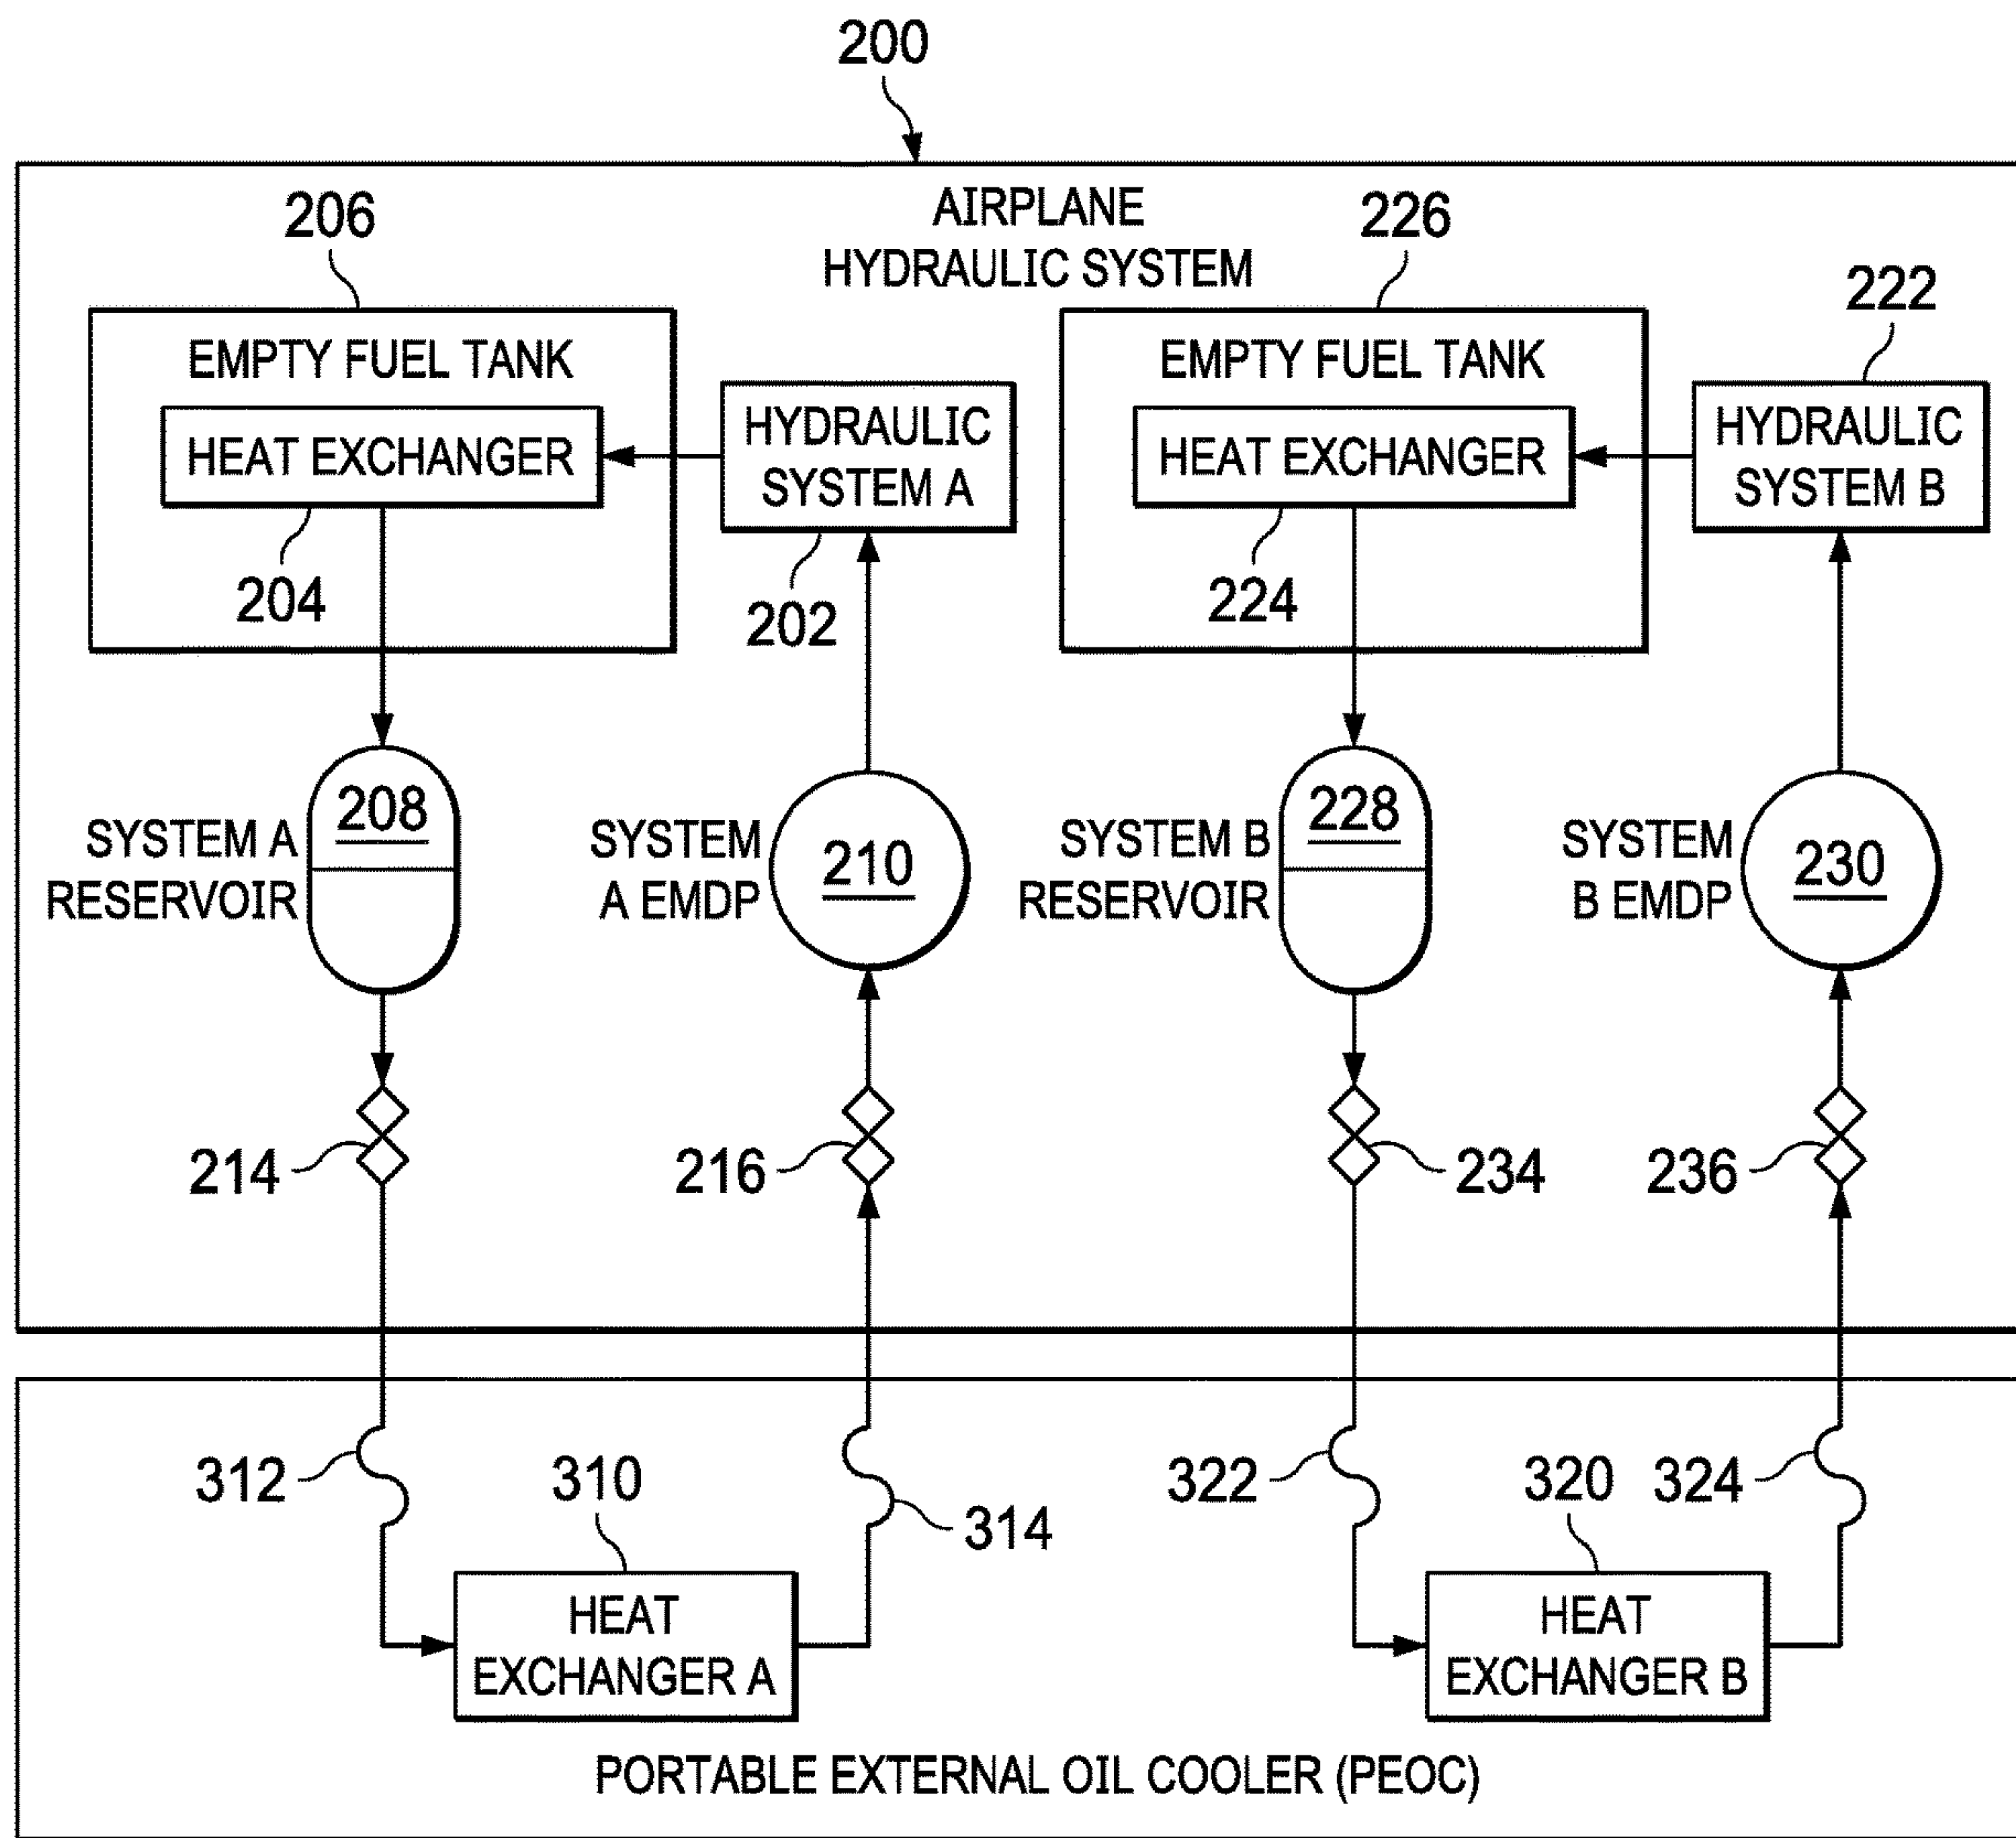 200
AIRPLANE
HYDRAULIC SYSTEM
206
226
222
EMPTY FUEL TANK
HEAT EXCHANGER
204
HYDRAULIC
SYSTEM A
202
EMPTY FUEL TANK
HEAT EXCHANGER
224
HYDRAULIC
SYSTEM B
SYSTEM A
RESERVOIR
208
SYSTEM
A EMDP
210
SYSTEM B
RESERVOIR
228
SYSTEM
B EMDP
230
214
216
234
236
312
310
314
322
320
324
HEAT
EXCHANGER A
HEAT
EXCHANGER B
PORTABLE EXTERNAL OIL COOLER (PEOC)